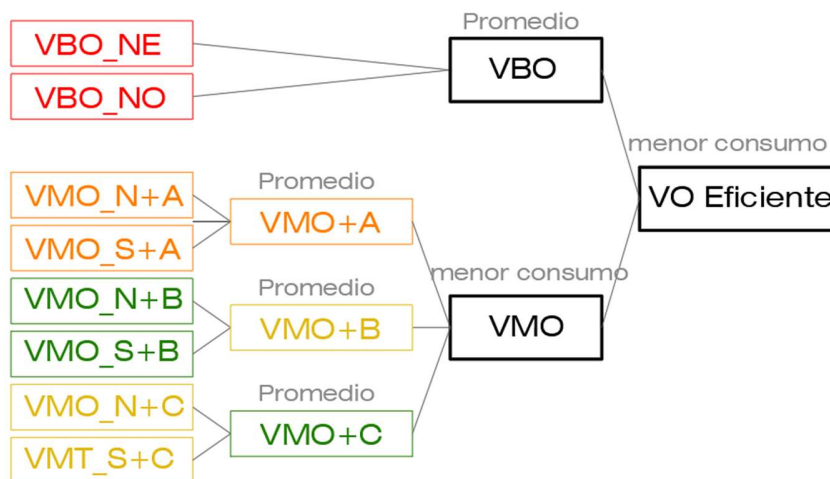 Promedio
VBO_NE
VBO
VBO_NO
menor consumo
VO Eficiente
Promedio
VMO_N+A
VMO+A
VMO_S+A
menor consumo
Promedio
VMO_N+B
VMO+B
VMO
VMO_S+B
Promedio
VMO_N+C
VMO+C
VMT_S+C